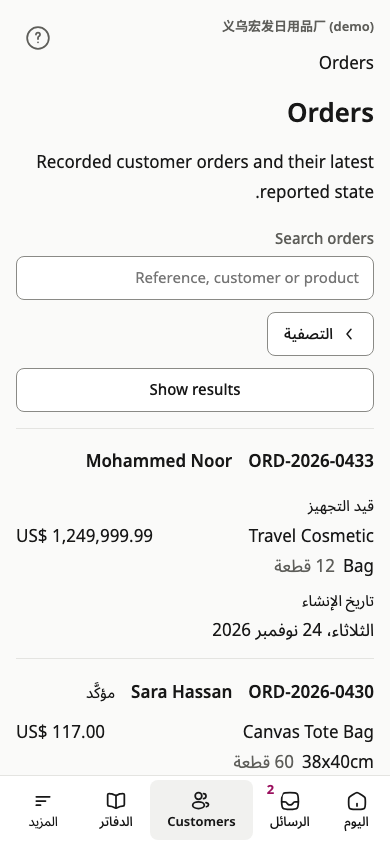 义乌宏发日用品厂 (demo)
Orders
Orders
Recorded customer orders and their latest
reported state.
Search orders
Reference, customer or product
التصفية
Show results
ORD-2026-0433 Mohammed Noor
قيد التجهيز
Travel Cosmetic US$ 1,249,999.99
Bag 12 قطعة
تاريخ الإنشاء
الثلاثاء، 24 نوفمبر 2026
ORD-2026-0430 Sara Hassan مؤكَّد
Canvas Tote Bag US$ 117.00
38x40cm 60 قطعة
2
اليوم الرسائل Customers الدفاتر المزيد